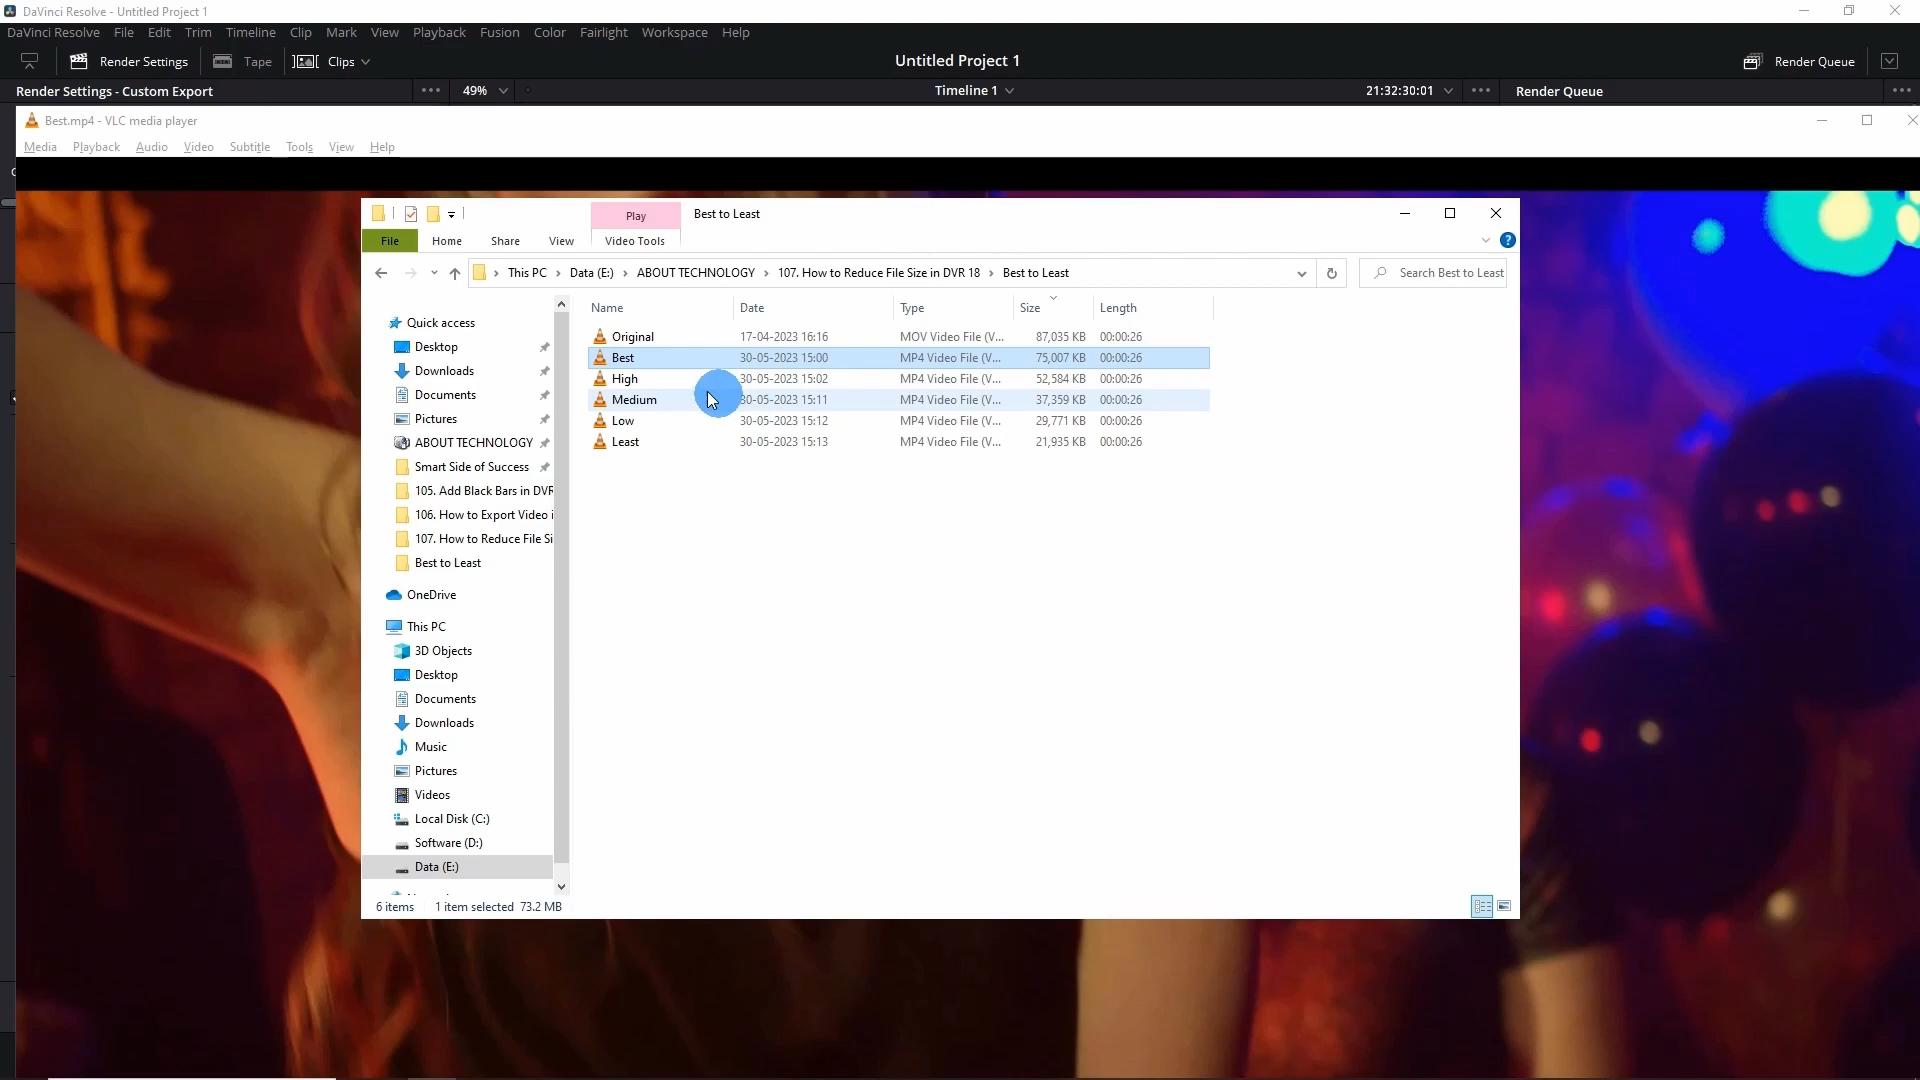 DaVinci Resolve - Untitled Project 1
DaVinci Resolve File Edit Trim Timeline Clip Mark View Playback Fusion Color Fairlight Workspace Help
Render Settings Tape Clips Untitled Project 1 Render Queue
Render Settings - Custom Export 49% Timeline 1 21:32:30:01 Render Queue
Best.mp4 - VLC media player
Media Playback Audio Video Subtitle Tools View Help
Play Best to Least
File Home Share View Video Tools
This PC Data (E:) ABOUT TECHNOLOGY 107. How to Reduce File Size in DVR 18 Best to Least Search Best to Least
Name Date Type Size Length
Original 17-04-2023 16:16 MOV Video File (V... 87,035 KB 00:00:26
Best 30-05-2023 15:00 MP4 Video File (V... 75,007 KB 00:00:26
High 30-05-2023 15:02 MP4 Video File (V... 52,584 KB 00:00:26
Medium 30-05-2023 15:11 MP4 Video File (V... 37,359 KB 00:00:26
Low 30-05-2023 15:12 MP4 Video File (V... 29,771 KB 00:00:26
Least 30-05-2023 15:13 MP4 Video File (V... 21,935 KB 00:00:26
Quick access
Desktop
Downloads
Documents
Pictures
ABOUT TECHNOLOGY
Smart Side of Success
105. Add Black Bars in DVR
106. How to Export Video i
107. How to Reduce File Si
Best to Least
OneDrive
This PC
3D Objects
Desktop
Documents
Downloads
Music
Pictures
Videos
Local Disk (C:)
Software (D:)
Data (E:)
6 items 1 item selected 73.2 MB